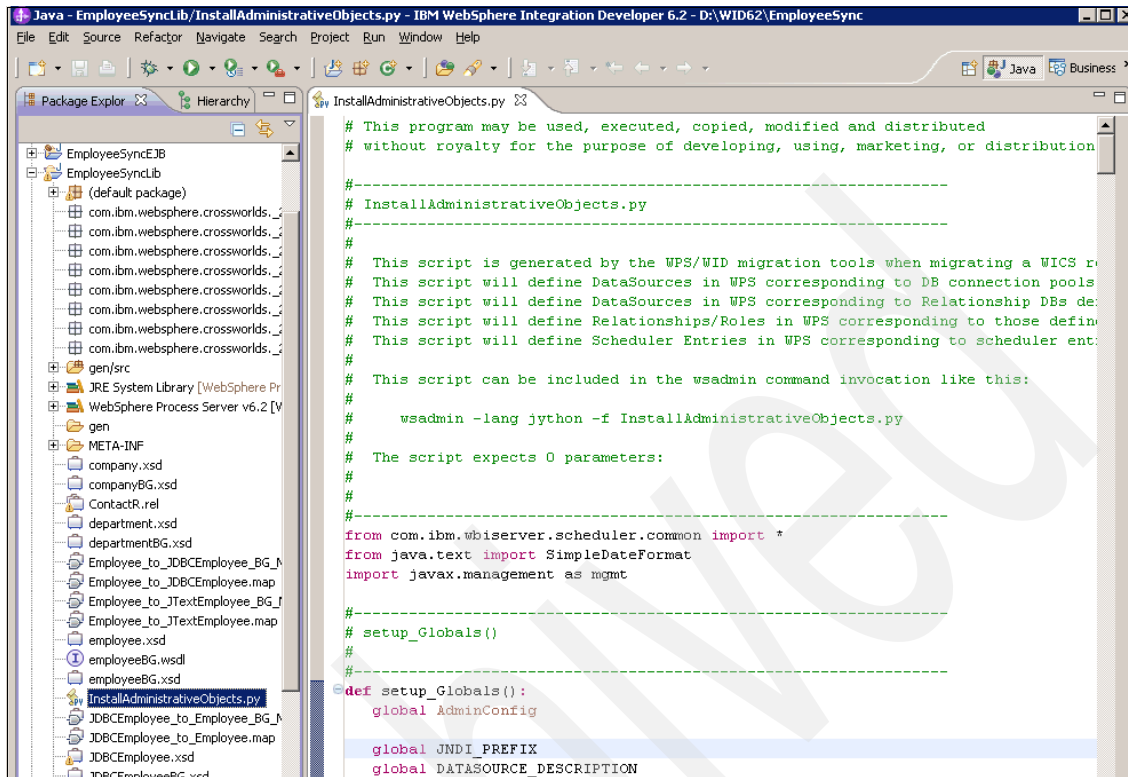 Java - EmployeeSyncLib/InstallAdministrativeObjects.py - IBM WebSphere Integration Developer 6.2 - D:\WID62\EmployeeSync
File Edit Source Refactor Navigate Search Project Run Window Help
Java Business
Package Explor Hierarchy
InstallAdministrativeObjects.py
EmployeeSyncEJB
EmployeeSyncLib
(default package)
com.ibm.websphere.crossworlds._2
com.ibm.websphere.crossworlds._2
com.ibm.websphere.crossworlds._2
com.ibm.websphere.crossworlds._2
com.ibm.websphere.crossworlds._2
com.ibm.websphere.crossworlds._2
com.ibm.websphere.crossworlds._2
com.ibm.websphere.crossworlds._2
gen/src
JRE System Library [WebSphere Pr
WebSphere Process Server v6.2 [W
gen
META-INF
company.xsd
companyBG.xsd
ContactR.rel
department.xsd
departmentBG.xsd
Employee_to_JDBCEmployee_BG_M
Employee_to_JDBCEmployee.map
Employee_to_JTextEmployee_BG_M
Employee_to_JTextEmployee.map
employee.xsd
employeeBG.wsdl
employeeBG.xsd
InstallAdministrativeObjects.py
JDBCEmployee_to_Employee_BG_M
JDBCEmployee_to_Employee.map
JDBCEmployee.xsd
JDBCEmployeeBG.xsd
# This program may be used, executed, copied, modified and distributed
# without royalty for the purpose of developing, using, marketing, or distribution
#-----------------------------------------------------------------
# InstallAdministrativeObjects.py
#-----------------------------------------------------------------
#
# This script is generated by the WPS/WID migration tools when migrating a WICS r
# This script will define DataSources in WPS corresponding to DB connection pools
# This script will define DataSources in WPS corresponding to Relationship DBs de
# This script will define Relationships/Roles in WPS corresponding to those define
# This script will define Scheduler Entries in WPS corresponding to scheduler ent
#
# This script can be included in the wsadmin command invocation like this:
#
# wsadmin -lang jython -f InstallAdministrativeObjects.py
#
# The script expects 0 parameters:
#
#
#-----------------------------------------------------------------
from com.ibm.wbiserver.scheduler.common import *
from java.text import SimpleDateFormat
import javax.management as mgmt
#-----------------------------------------------------------------
# setup_Globals()
#
#-----------------------------------------------------------------
def setup_Globals():
global AdminConfig
global JNDI_PREFIX
global DATASOURCE_DESCRIPTION